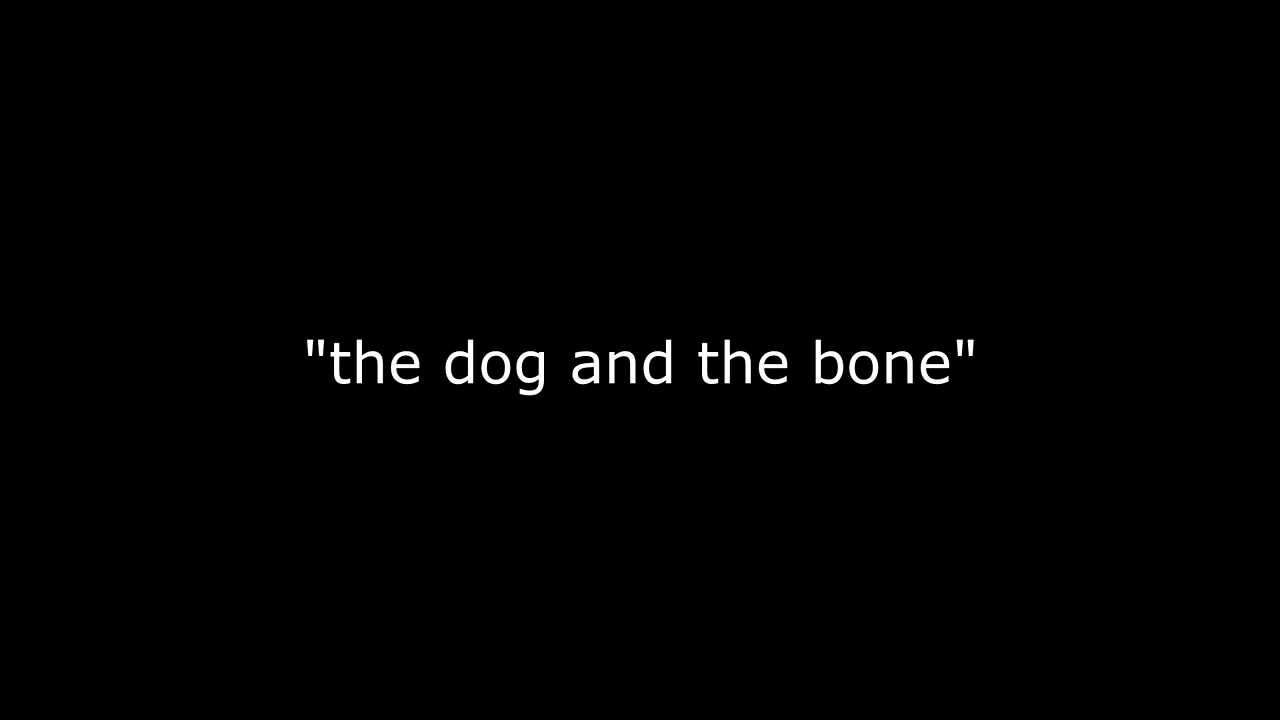 "the dog and the bone"